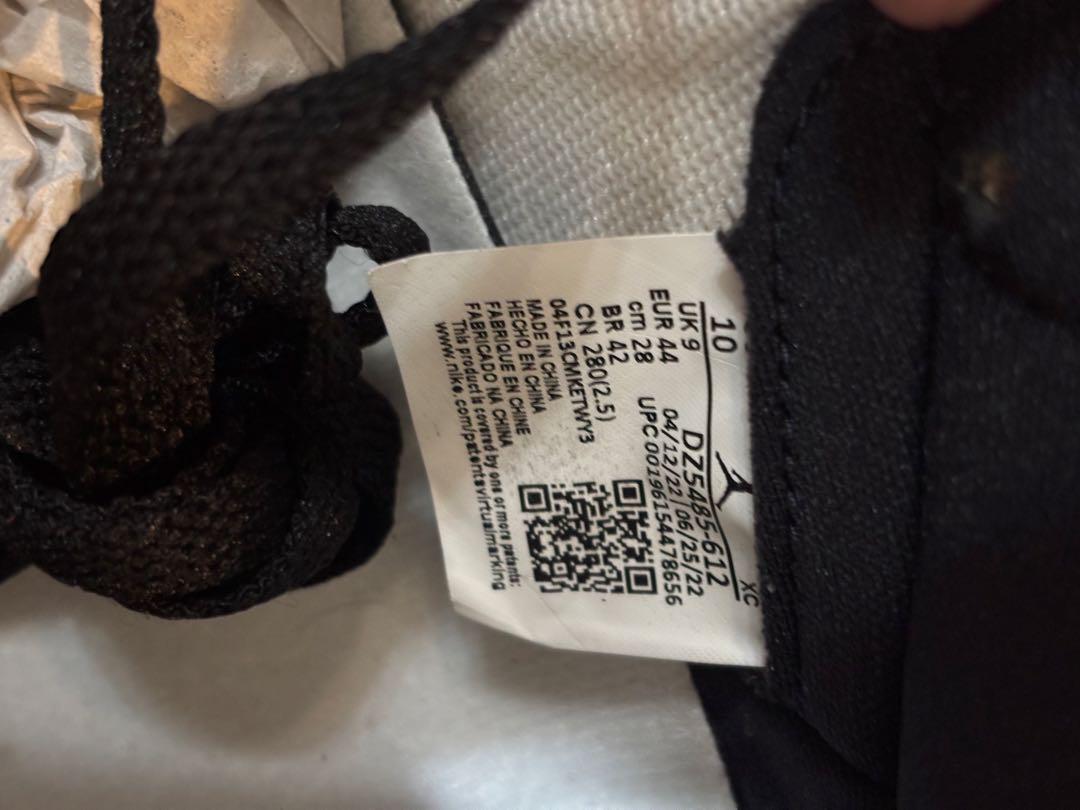 10
XC
UK 9
DZ5485-612
EUR 44
04/12/22 | 06/25/22
cm 28
UPC 00196154478656
BR 42
CN 280(2.5)
04F13CMKETWY3
MADE IN CHINA
HECHO EN CHINA
FABRIQUE EN CHINE
FABRICADO NA CHINA
This product is covered by one or more patents:
www.nike.com/patentsvirtualmarking